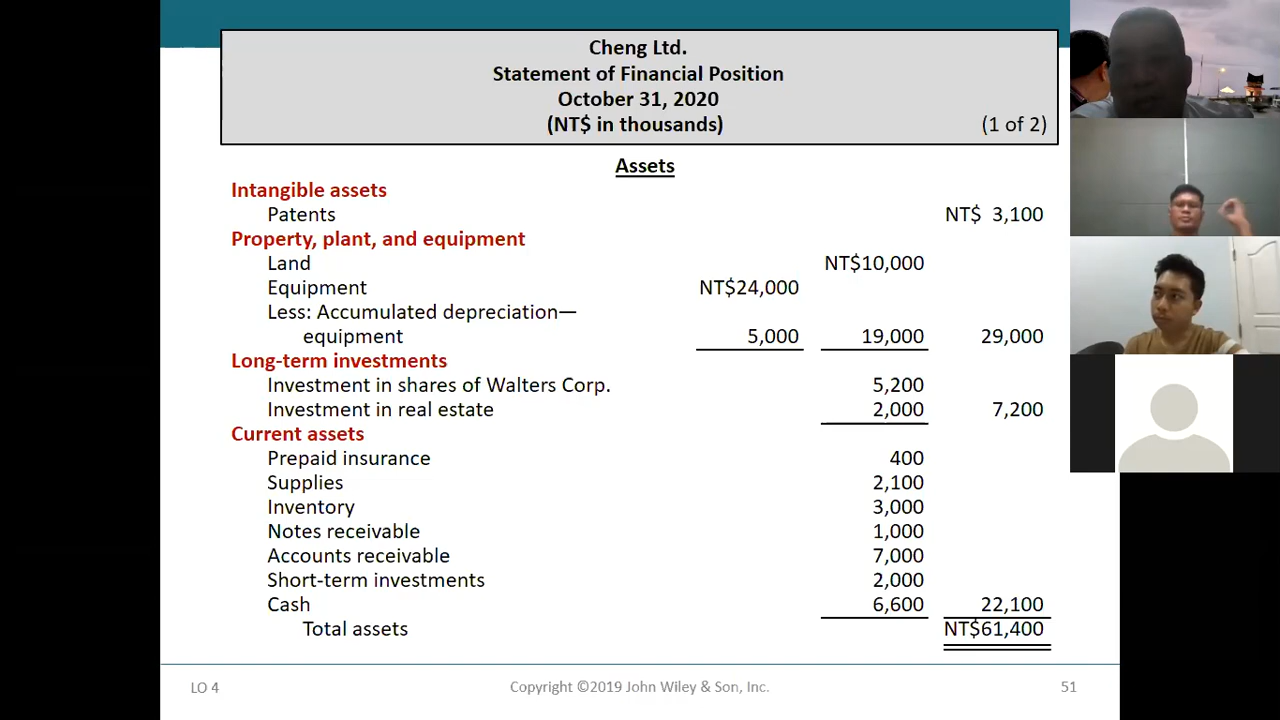 Cheng Ltd.
Statement of Financial Position
October 31, 2020
(NT$ in thousands) (1 of 2)
Assets
Intangible assets
Patents NT$ 3,100
Property, plant, and equipment
Land NT$10,000
Equipment NT$24,000
Less: Accumulated depreciation—
equipment 5,000 19,000 29,000
Long-term investments
Investment in shares of Walters Corp. 5,200
Investment in real estate 2,000 7,200
Current assets
Prepaid insurance 400
Supplies 2,100
Inventory 3,000
Notes receivable 1,000
Accounts receivable 7,000
Short-term investments 2,000
Cash 6,600 22,100
Total assets NT$61,400
LO 4 Copyright ©2019 John Wiley & Son, Inc. 51